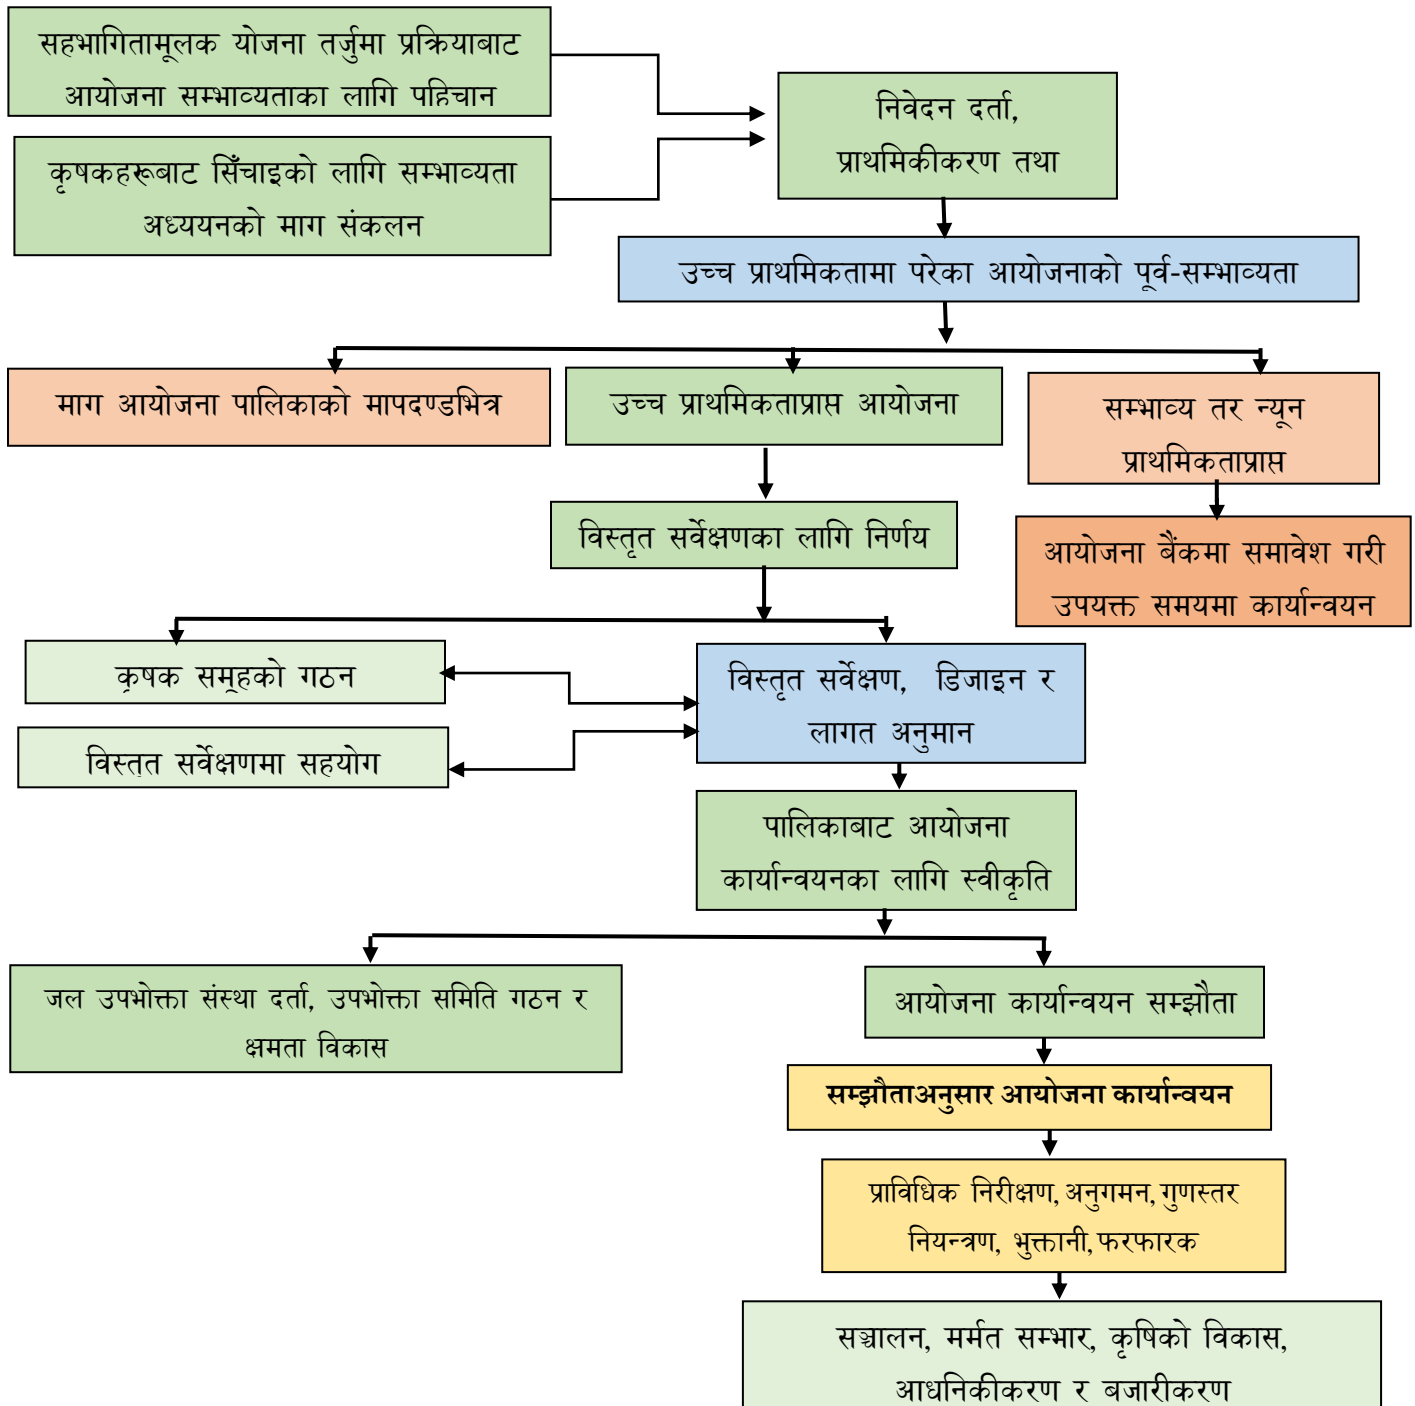 सहभागितामूलक योजना तर्जुमा प्रक्रियाबाट
आयोजना सम्भाव्यताका लागि पहिचान
निवेदन दर्ता,
प्राथमिकीकरण तथा
कृषकहरूबाट सिँचाइको लागि सम्भाव्यता
अध्ययनको माग संकलन
उच्च प्राथमिकतामा परेका आयोजनाको पूर्व-सम्भाव्यता
माग आयोजना पालिकाको मापदण्डभित्र
उच्च प्राथमिकताप्राप्त आयोजना
सम्भाव्य तर न्यून
प्राथमिकताप्राप्त
विस्तृत सर्वेक्षणका लागि निर्णय
आयोजना बैंकमा समावेश गरी
उपयक्त समयमा कार्यान्वयन
कृषक समूहको गठन
विस्तृत सर्वेक्षण, डिजाइन र
लागत अनुमान
विस्तृत सर्वेक्षणमा सहयोग
पालिकाबाट आयोजना
कार्यान्वयनका लागि स्वीकृति
जल उपभोक्ता संस्था दर्ता, उपभोक्ता समिति गठन र
क्षमता विकास
आयोजना कार्यान्वयन सम्झौता
सम्झौताअनुसार आयोजना कार्यान्वयन
प्राविधिक निरीक्षण, अनुगमन, गुणस्तर
नियन्त्रण, भुक्तानी, फरफारक
सञ्चालन, मर्मत सम्भार, कृषिको विकास,
आधनिकीकरण र बजारीकरण